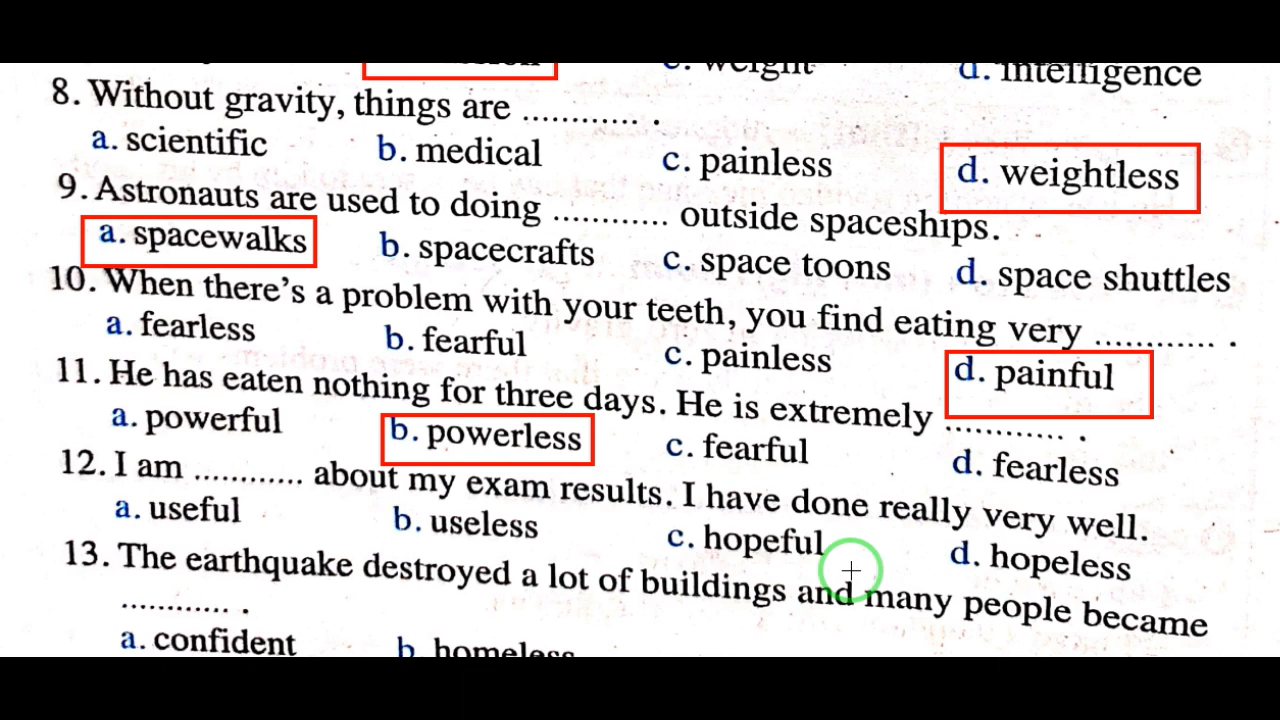 c. weight d. intelligence
8. Without gravity, things are ............. .
a. scientific b. medical c. painless d. weightless
9. Astronauts are used to doing ............. outside spaceships.
a. spacewalks b. spacecrafts c. space toons d. space shuttles
10. When there's a problem with your teeth, you find eating very ............. .
a. fearless b. fearful c. painless d. painful
11. He has eaten nothing for three days. He is extremely ............. .
a. powerful b. powerless c. fearful d. fearless
12. I am ............. about my exam results. I have done really very well.
a. useful b. useless c. hopeful d. hopeless
13. The earthquake destroyed a lot of buildings and many people became
............. .
a. confident b. homeless